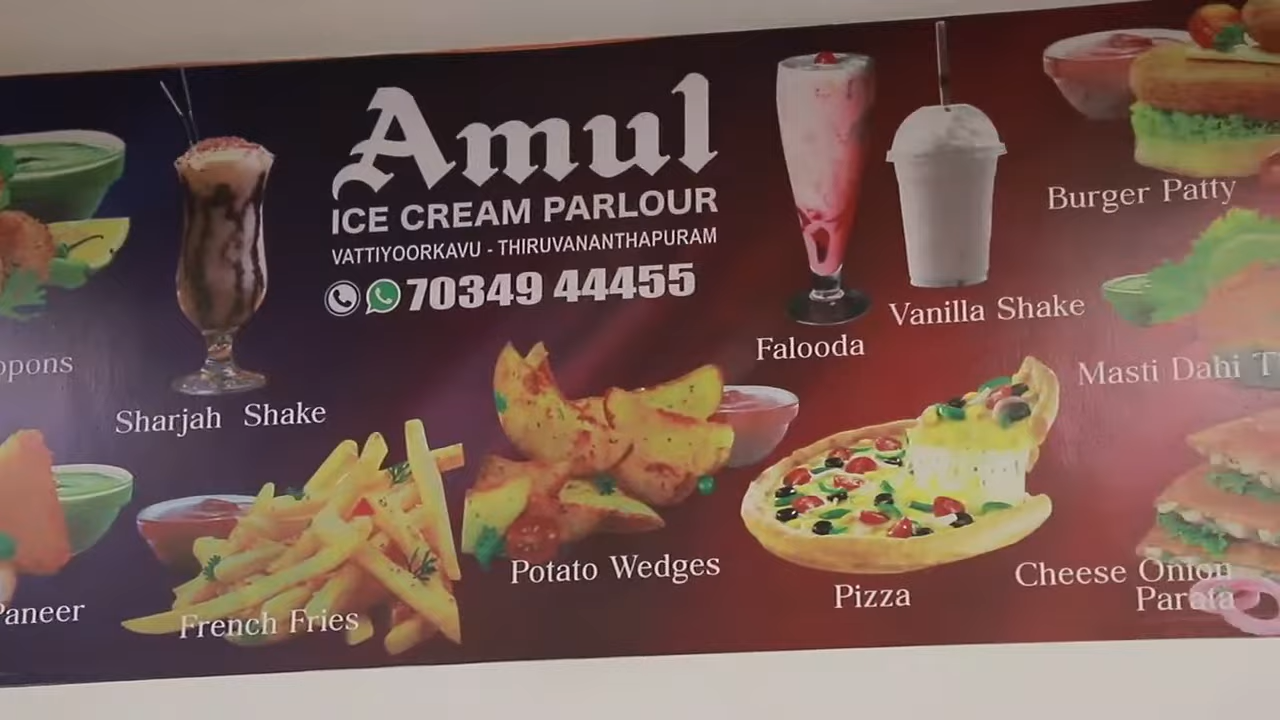 Amul
ICE CREAM PARLOUR
VATTIYOORKAVU - THIRUVANANTHAPURAM
70349 44455
Burger Patty
Vanilla Shake
Falooda
Masti Dahi
Sharjah Shake
Potato Wedges
Pizza
Cheese Onion
Parata
Paneer
French Fries